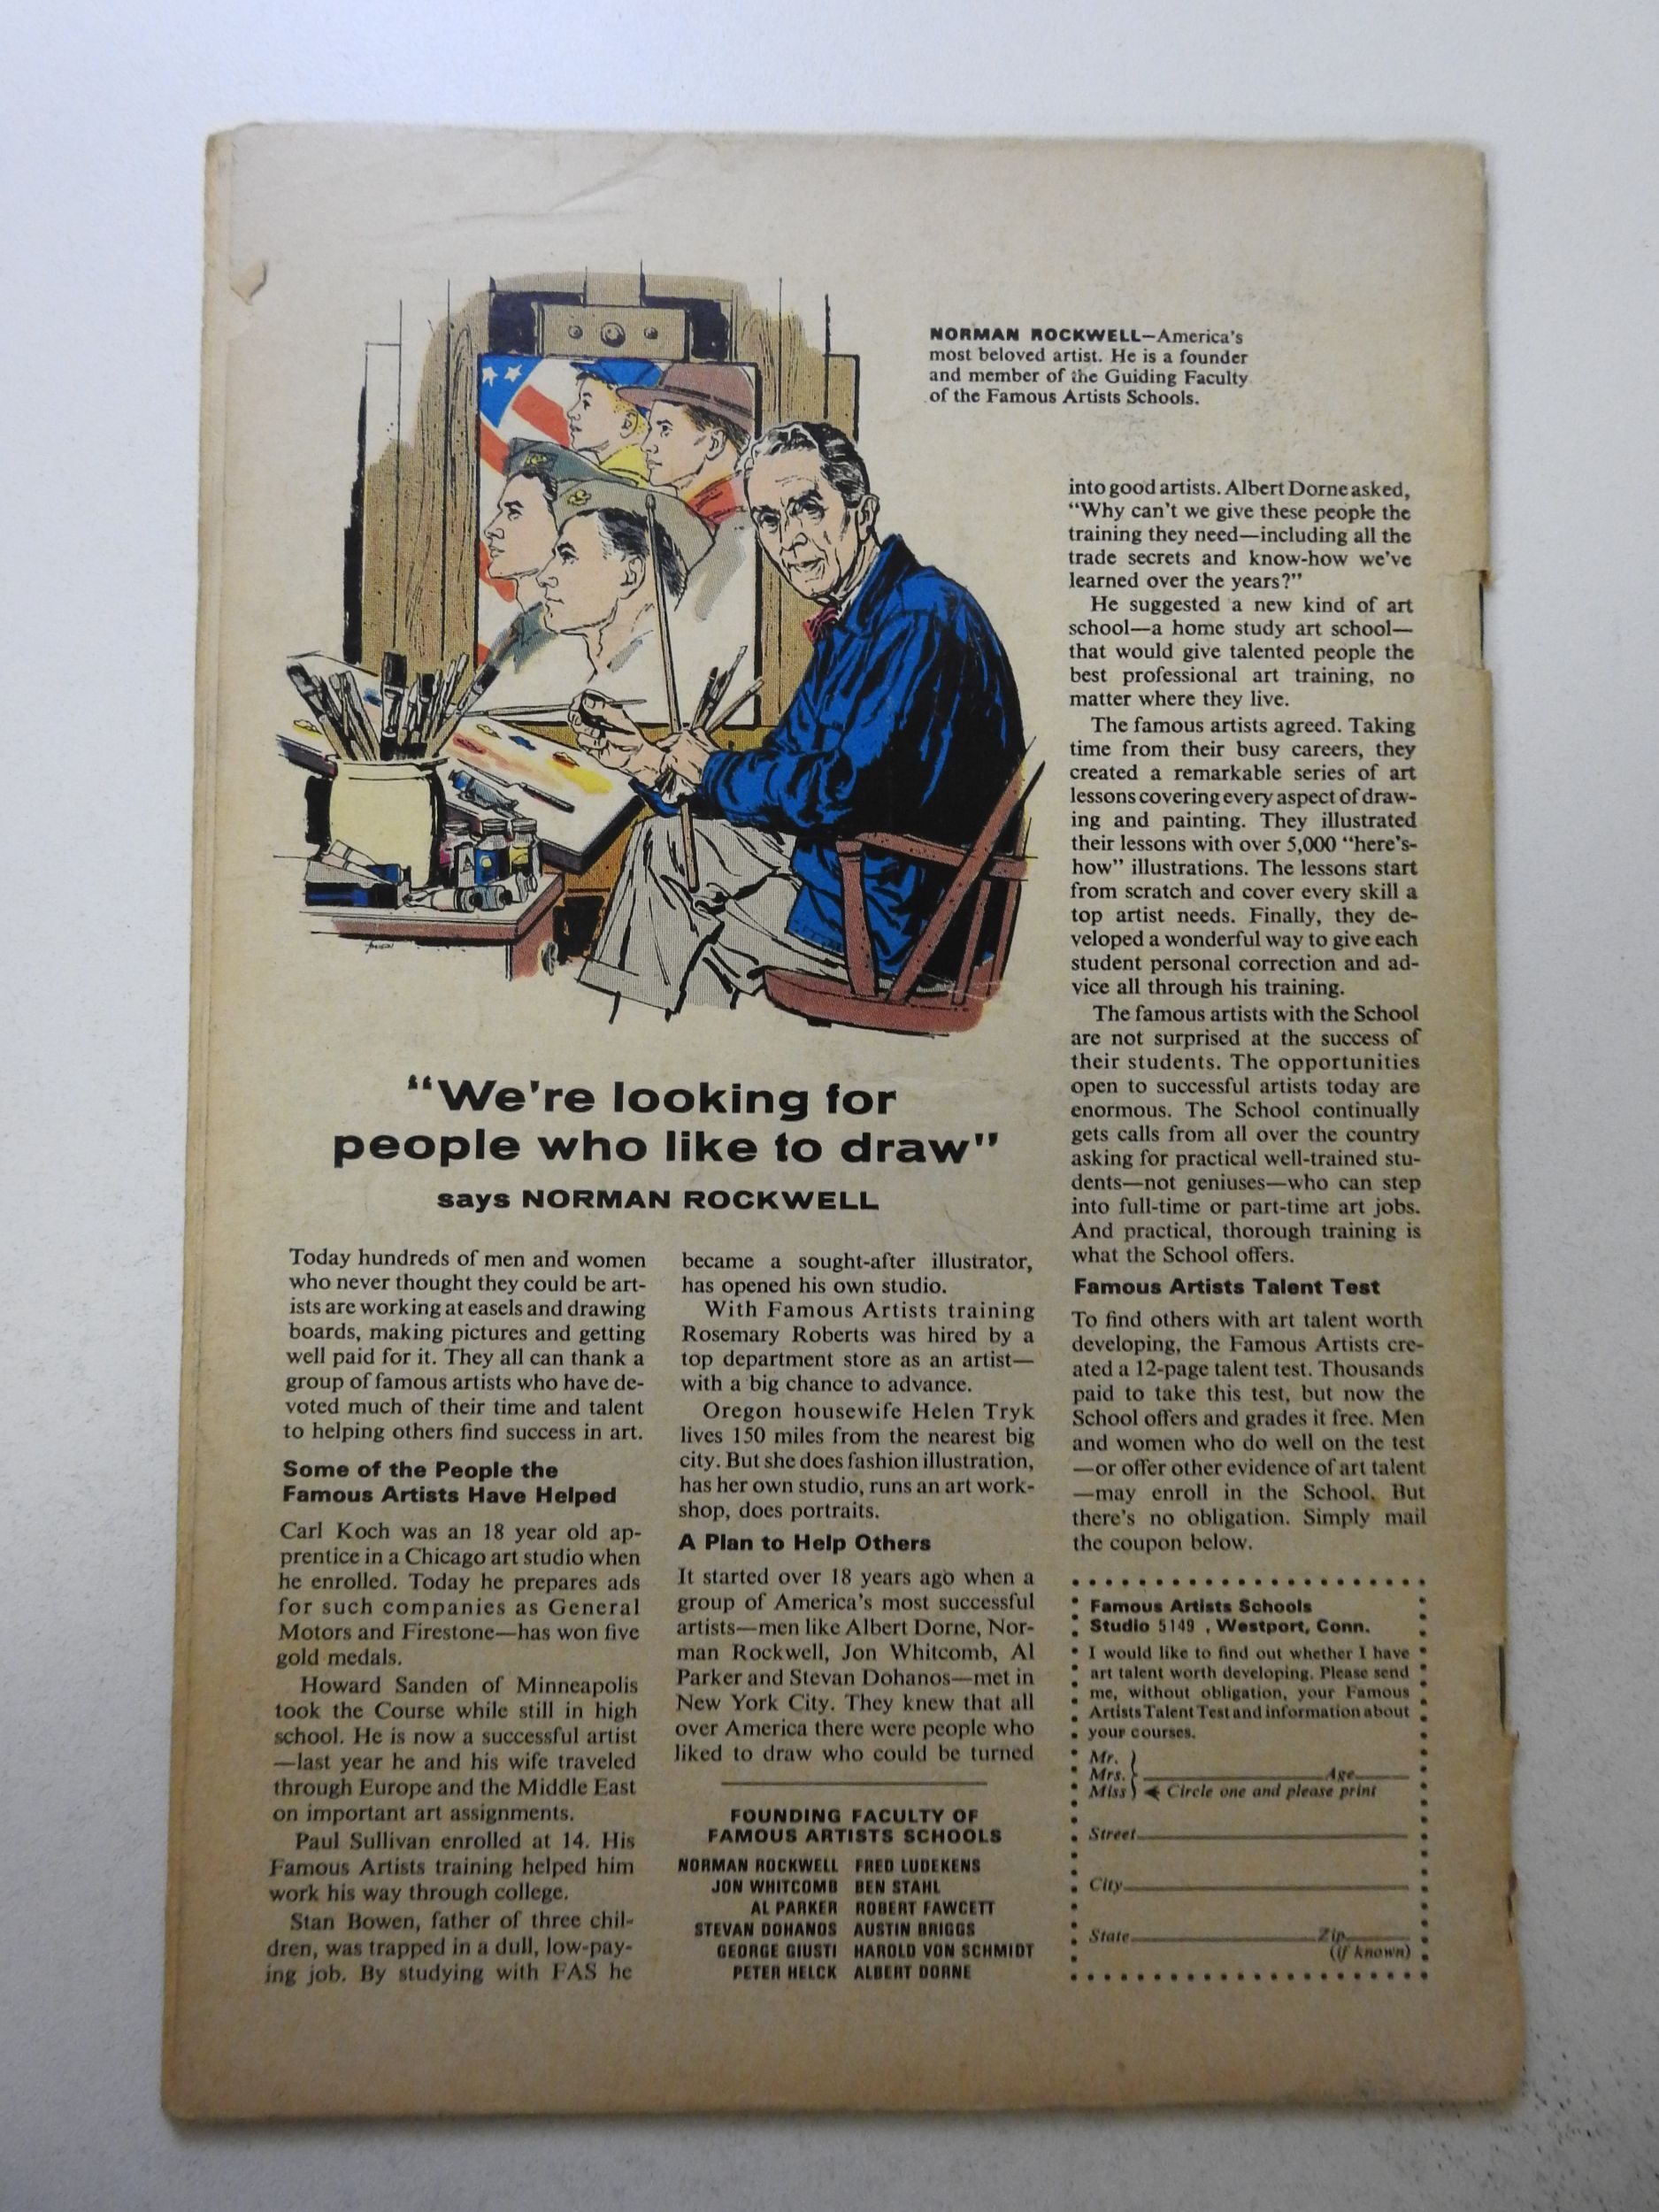 NORMAN ROCKWELL—America's
most beloved artist. He is a founder
and member of the Guiding Faculty
of the Famous Artists Schools.
"We're looking for
people who like to draw"
says NORMAN ROCKWELL
Today hundreds of men and women
who never thought they could be art-
ists are working at easels and drawing
boards, making pictures and getting
well paid for it. They all can thank a
group of famous artists who have de-
voted much of their time and talent
to helping others find success in art.
Some of the People the
Famous Artists Have Helped
Carl Koch was an 18 year old ap-
prentice in a Chicago art studio when
he enrolled. Today he prepares ads
for such companies as General
Motors and Firestone—has won five
gold medals.
Howard Sanden of Minneapolis
took the Course while still in high
school. He is now a successful artist
—last year he and his wife traveled
through Europe and the Middle East
on important art assignments.
Paul Sullivan enrolled at 14. His
Famous Artists training helped him
work his way through college.
Stan Bowen, father of three chil-
dren, was trapped in a dull, low-pay-
ing job. By studying with FAS he
became a sought-after illustrator,
has opened his own studio.
With Famous Artists training
Rosemary Roberts was hired by a
top department store as an artist—
with a big chance to advance.
Oregon housewife Helen Tryk
lives 150 miles from the nearest big
city. But she does fashion illustration,
has her own studio, runs an art work-
shop, does portraits.
A Plan to Help Others
It started over 18 years ago when a
group of America's most successful
artists—men like Albert Dorne, Nor-
man Rockwell, Jon Whitcomb, Al
Parker and Stevan Dohanos—met in
New York City. They knew that all
over America there were people who
liked to draw who could be turned
FOUNDING FACULTY OF
FAMOUS ARTISTS SCHOOLS
NORMAN ROCKWELL FRED LUDEKENS
JON WHITCOMB BEN STAHL
AL PARKER ROBERT FAWCETT
STEVAN DOHANOS AUSTIN BRIGGS
GEORGE GIUSTI HAROLD VON SCHMIDT
PETER HELCK ALBERT DORNE
into good artists. Albert Dorne asked,
"Why can't we give these people the
training they need—including all the
trade secrets and know-how we've
learned over the years?"
He suggested a new kind of art
school—a home study art school—
that would give talented people the
best professional art training, no
matter where they live.
The famous artists agreed. Taking
time from their busy careers, they
created a remarkable series of art
lessons covering every aspect of draw-
ing and painting. They illustrated
their lessons with over 5,000 "here's-
how" illustrations. The lessons start
from scratch and cover every skill a
top artist needs. Finally, they de-
veloped a wonderful way to give each
student personal correction and ad-
vice all through his training.
The famous artists with the School
are not surprised at the success of
their students. The opportunities
open to successful artists today are
enormous. The School continually
gets calls from all over the country
asking for practical well-trained stu-
dents—not geniuses—who can step
into full-time or part-time art jobs.
And practical, thorough training is
what the School offers.
Famous Artists Talent Test
To find others with art talent worth
developing, the Famous Artists cre-
ated a 12-page talent test. Thousands
paid to take this test, but now the
School offers and grades it free. Men
and women who do well on the test
—or offer other evidence of art talent
—may enroll in the School. But
there's no obligation. Simply mail
the coupon below.
Famous Artists Schools
Studio 5149 , Westport, Conn.
I would like to find out whether I have
art talent worth developing. Please send
me, without obligation, your Famous
Artists Talent Test and information about
your courses.
Mr.
Mrs. Age
Miss Circle one and please print
Street
City
State Zip
(if known)